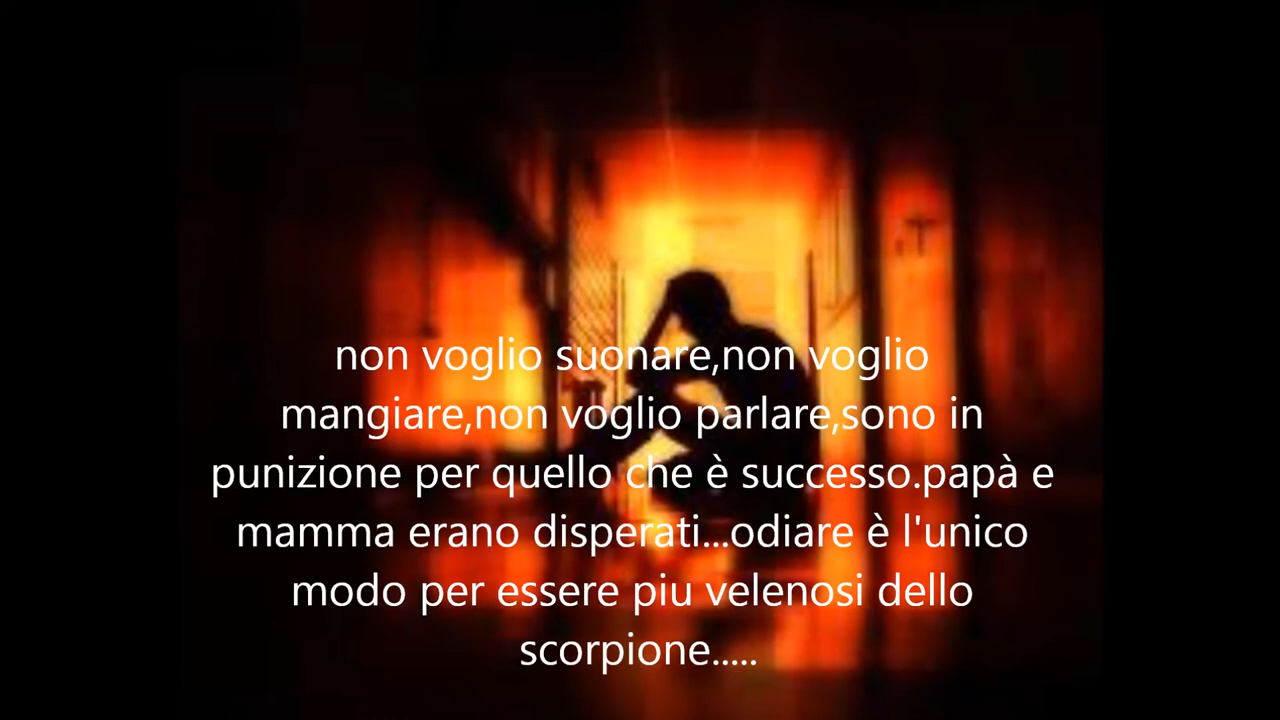 non voglio suonare,non voglio
mangiare,non voglio parlare,sono in
punizione per quello che è successo.papà e
mamma erano disperati...odiare è l'unico
modo per essere piu velenosi dello
scorpione.....